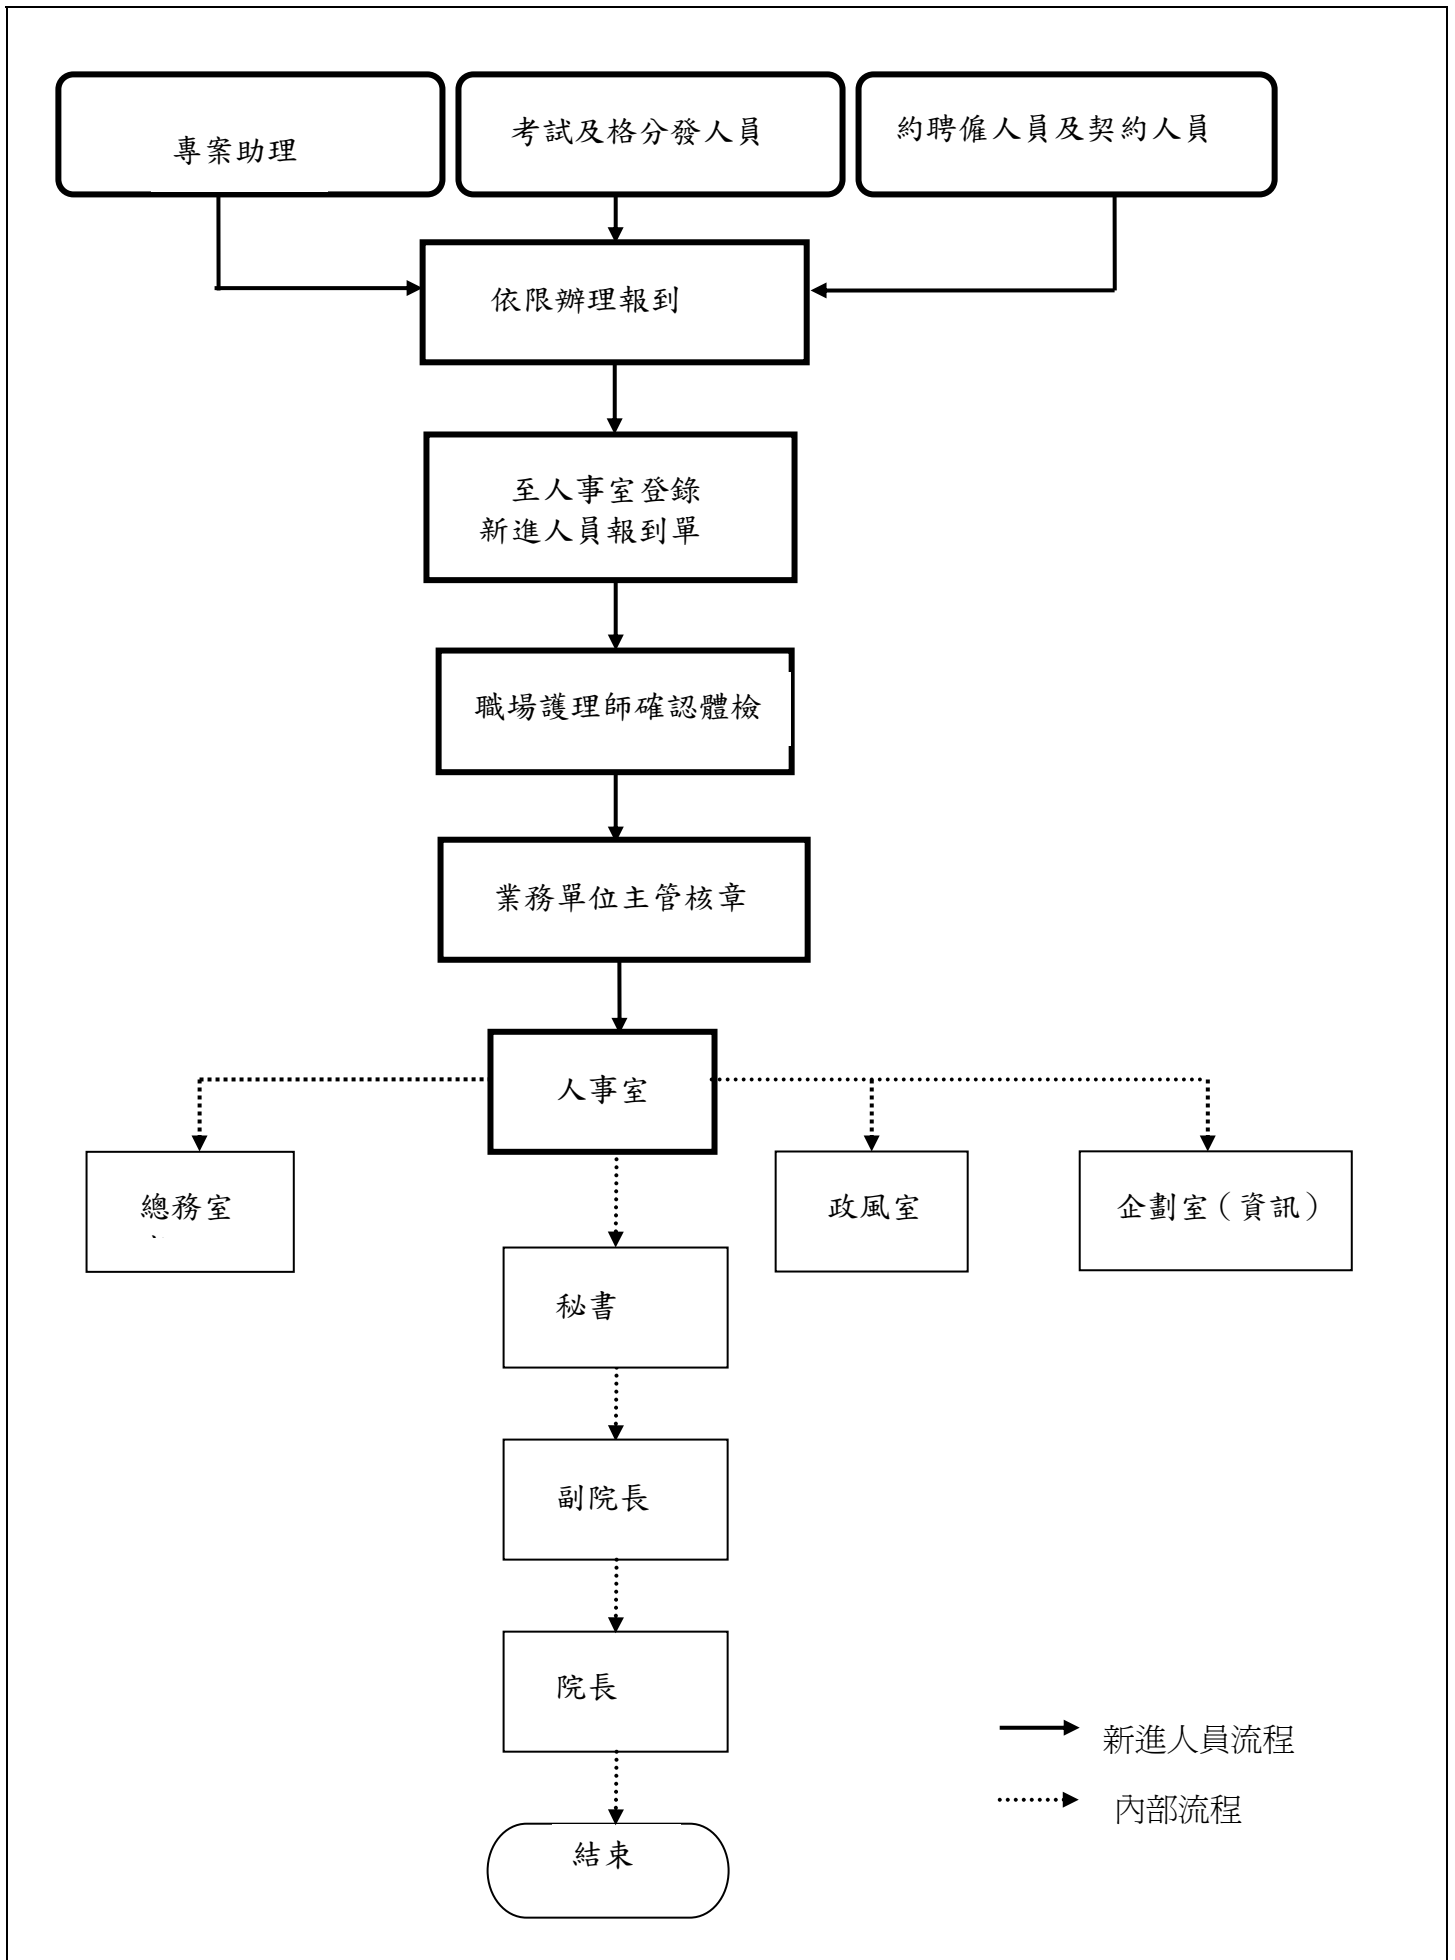 專案助理
考試及格分發人員
約聘僱人員及契約人員
依限辦理報到
至人事室登錄
新進人員報到單
職場護理師確認體檢
業務單位主管核章
人事室
總務室
政風室
企劃室（資訊）
秘書
副院長
院長
新進人員流程
內部流程
結束